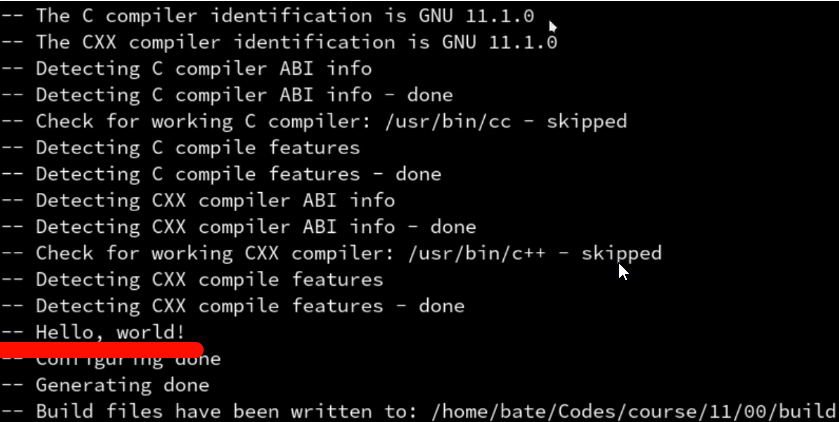 -- The C compiler identification is GNU 11.1.0
-- The CXX compiler identification is GNU 11.1.0
-- Detecting C compiler ABI info
-- Detecting C compiler ABI info - done
-- Check for working C compiler: /usr/bin/cc - skipped
-- Detecting C compile features
-- Detecting C compile features - done
-- Detecting CXX compiler ABI info
-- Detecting CXX compiler ABI info - done
-- Check for working CXX compiler: /usr/bin/c++ - skipped
-- Detecting CXX compile features
-- Detecting CXX compile features - done
-- Hello, world!
-- Configuring done
-- Generating done
-- Build files have been written to: /home/bate/Codes/course/11/00/build